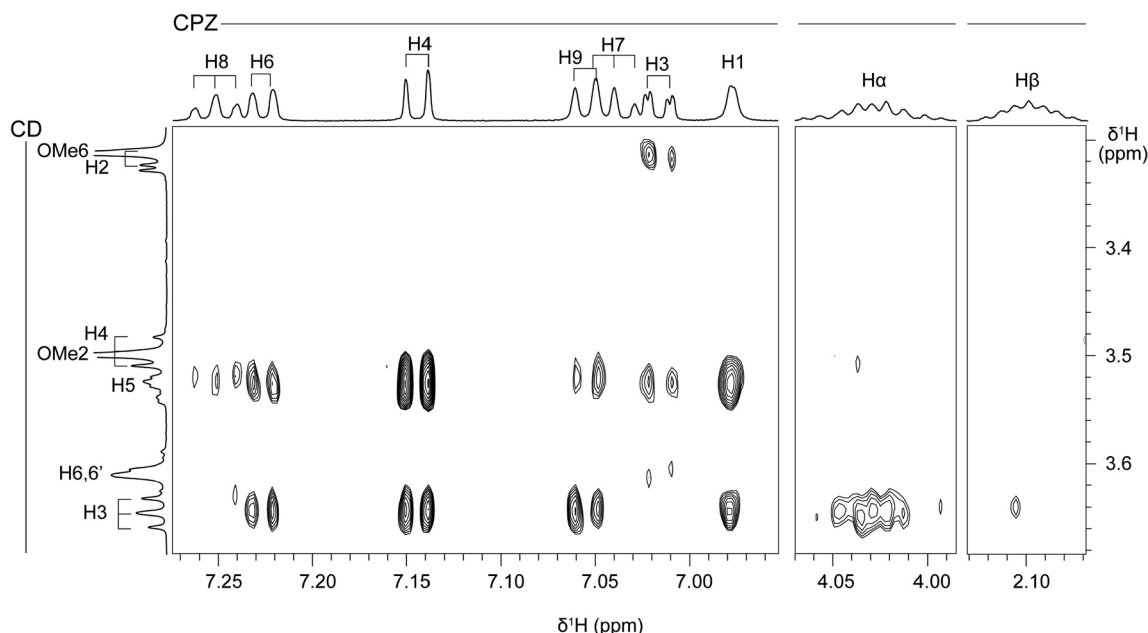 CPZ
H8 H6 H4 H9 H7 H3 H1 Hα Hβ
CD
OMe6
H2
H4
OMe2
H5
H6,6’
H3
δ¹H
(ppm)
3.4
3.5
3.6
7.25 7.20 7.15 7.10 7.05 7.00 4.05 4.00 2.10
δ¹H (ppm)